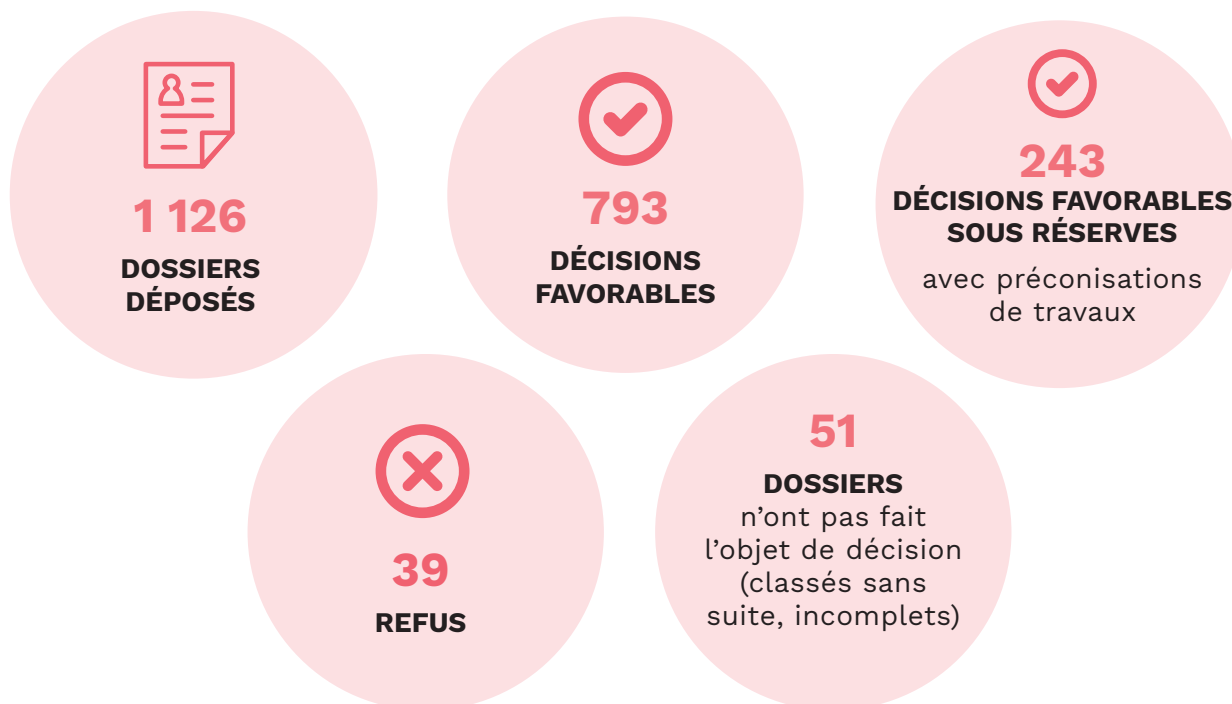 1 126
DOSSIERS
DÉPOSÉS
793
DÉCISIONS
FAVORABLES
243
DÉCISIONS FAVORABLES
SOUS RÉSERVES
avec préconisations
de travaux
39
REFUS
51
DOSSIERS
n’ont pas fait
l’objet de décision
(classés sans
suite, incomplets)